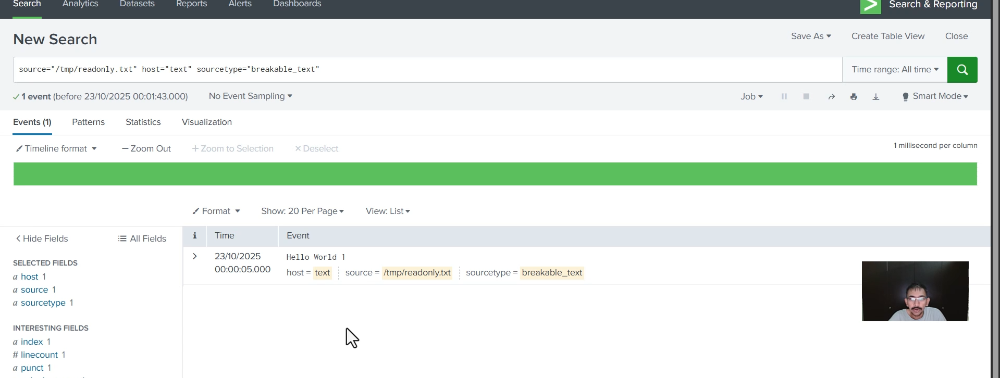 Search Analytics Datasets Reports Alerts Dashboards Search & Reporting
New Search
Save As Create Table View Close
source="/tmp/readonly.txt" host="text" sourcetype="breakable_text"
Time range: All time
1 event (before 23/10/2025 00:01:43.000) No Event Sampling
Job Smart Mode
Events (1) Patterns Statistics Visualization
Timeline format Zoom Out Zoom to Selection Deselect
1 millisecond per column
Format Show: 20 Per Page View: List
Hide Fields All Fields
i Time Event
SELECTED FIELDS
a host 1
a source 1
a sourcetype 1
INTERESTING FIELDS
a index 1
# linecount 1
a punct 1
23/10/2025
00:00:05.000
Hello World 1
host = text source = /tmp/readonly.txt sourcetype = breakable_text